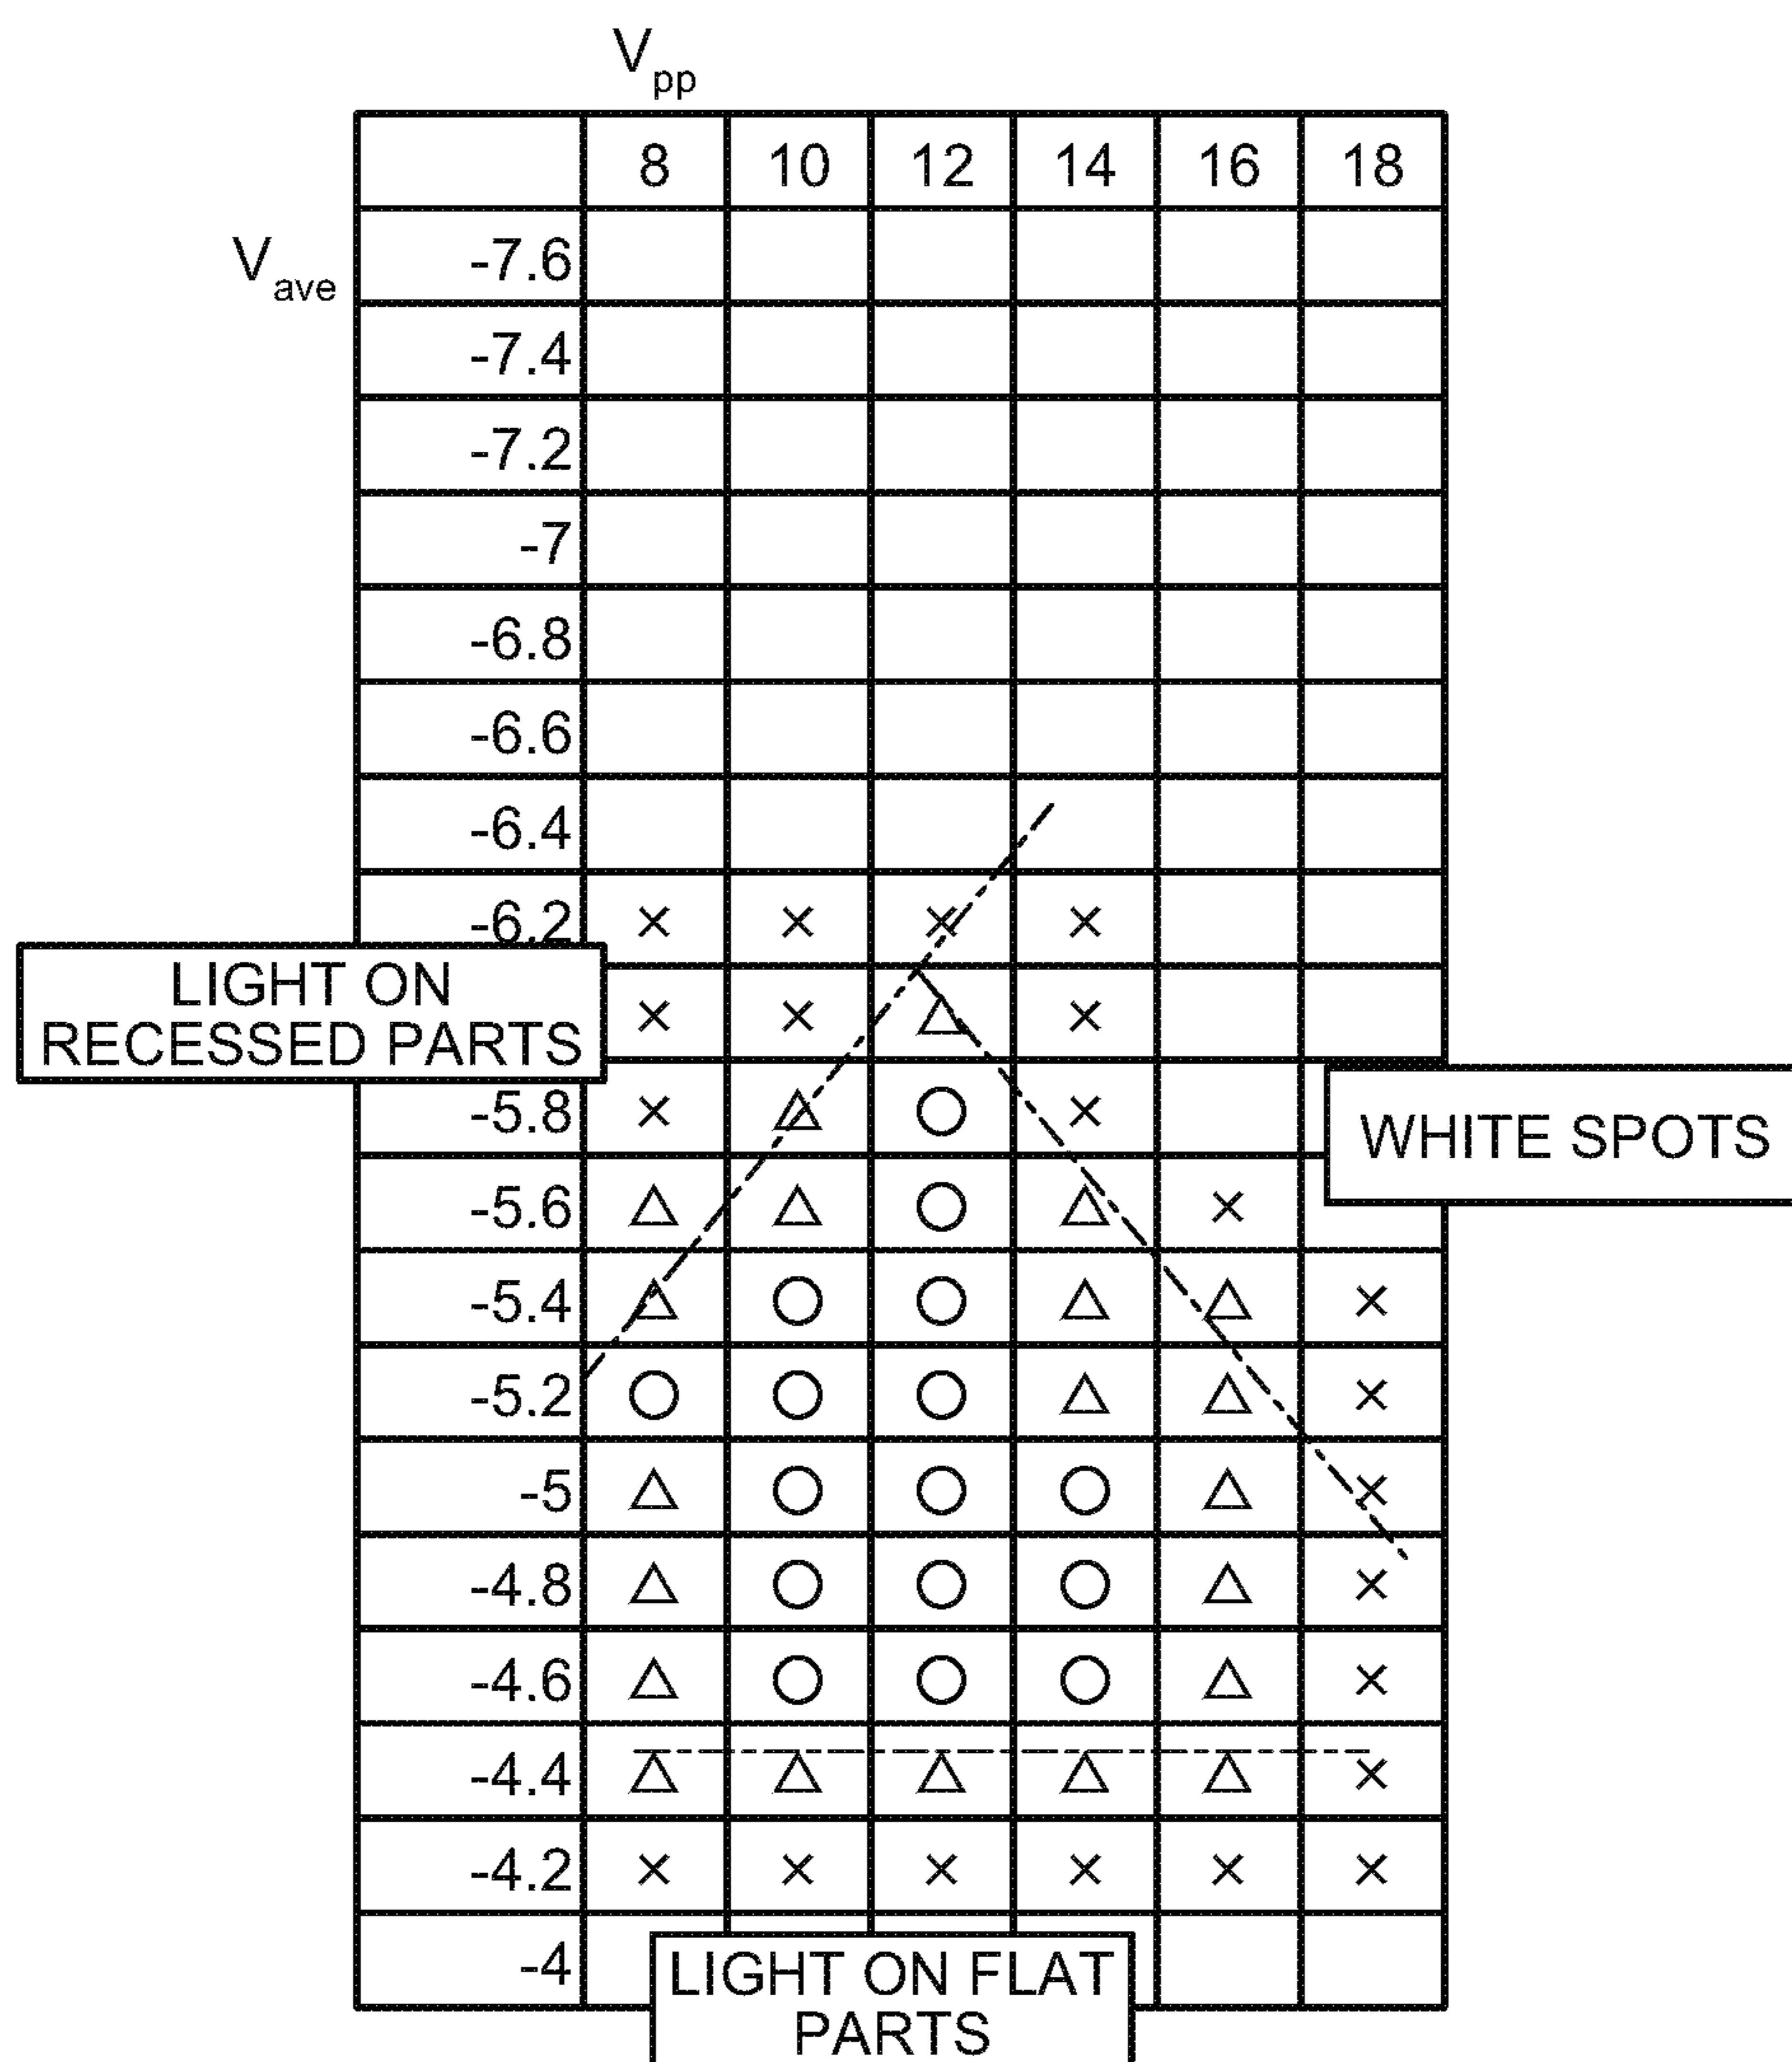 Vpp
8 10 12 14 16 18
Vave
-7.6
-7.4
-7.2
-7
-6.8
-6.6
-6.4
-6.2 × × × ×
LIGHT ON
RECESSED PARTS
× × △ ×
-5.8 × △ ○ ×
WHITE SPOTS
-5.6 △ △ ○ △ ×
-5.4 △ ○ ○ △ △ ×
-5.2 ○ ○ ○ △ △ ×
-5 △ ○ ○ ○ △ ×
-4.8 △ ○ ○ ○ △ ×
-4.6 △ ○ ○ ○ △ ×
-4.4 △ △ △ △ △ ×
-4.2 × × × × × ×
-4
LIGHT ON FLAT
PARTS